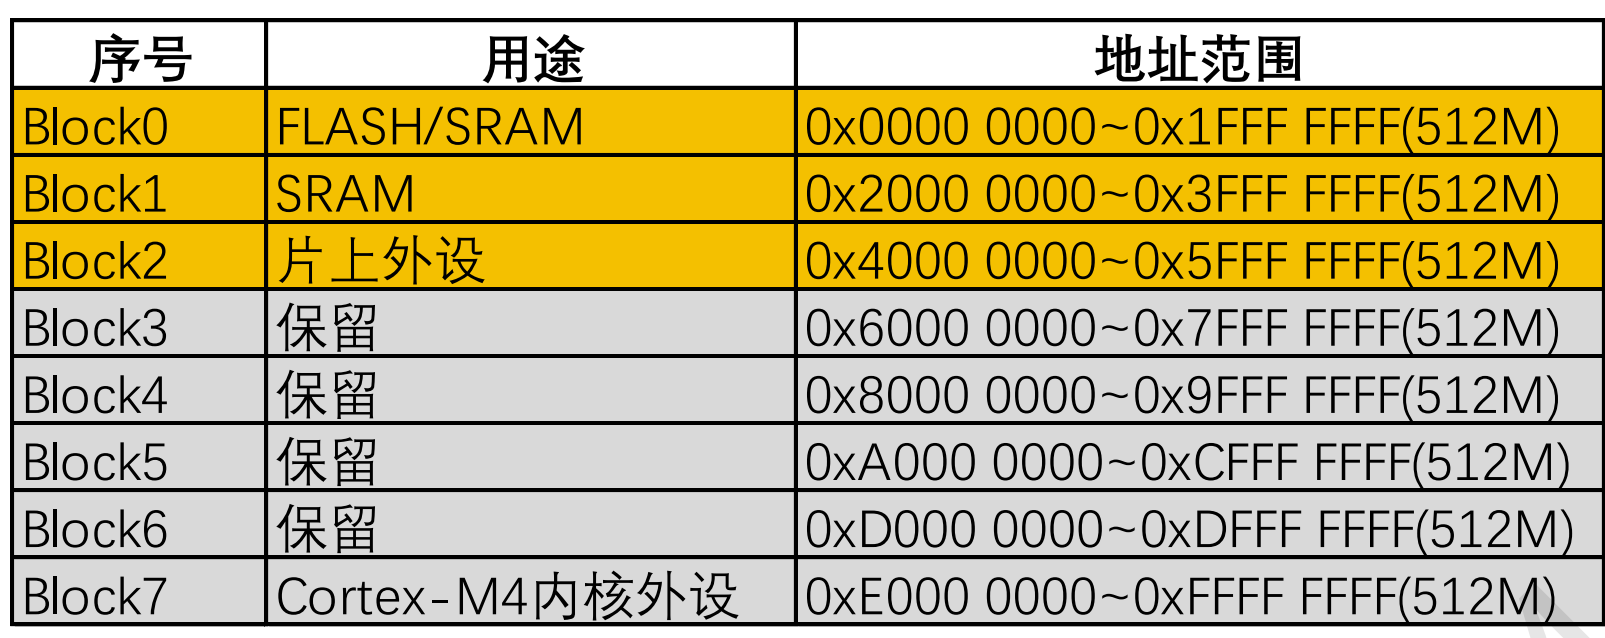 序号 用途 地址范围
Block0 FLASH/SRAM 0x0000 0000~0x1FFF FFFF(512M)
Block1 SRAM 0x2000 0000~0x3FFF FFFF(512M)
Block2 片上外设 0x4000 0000~0x5FFF FFFF(512M)
Block3 保留 0x6000 0000~0x7FFF FFFF(512M)
Block4 保留 0x8000 0000~0x9FFF FFFF(512M)
Block5 保留 0xA000 0000~0xCFFF FFFF(512M)
Block6 保留 0xD000 0000~0xDFFF FFFF(512M)
Block7 Cortex-M4内核外设 0xE000 0000~0xFFFF FFFF(512M)